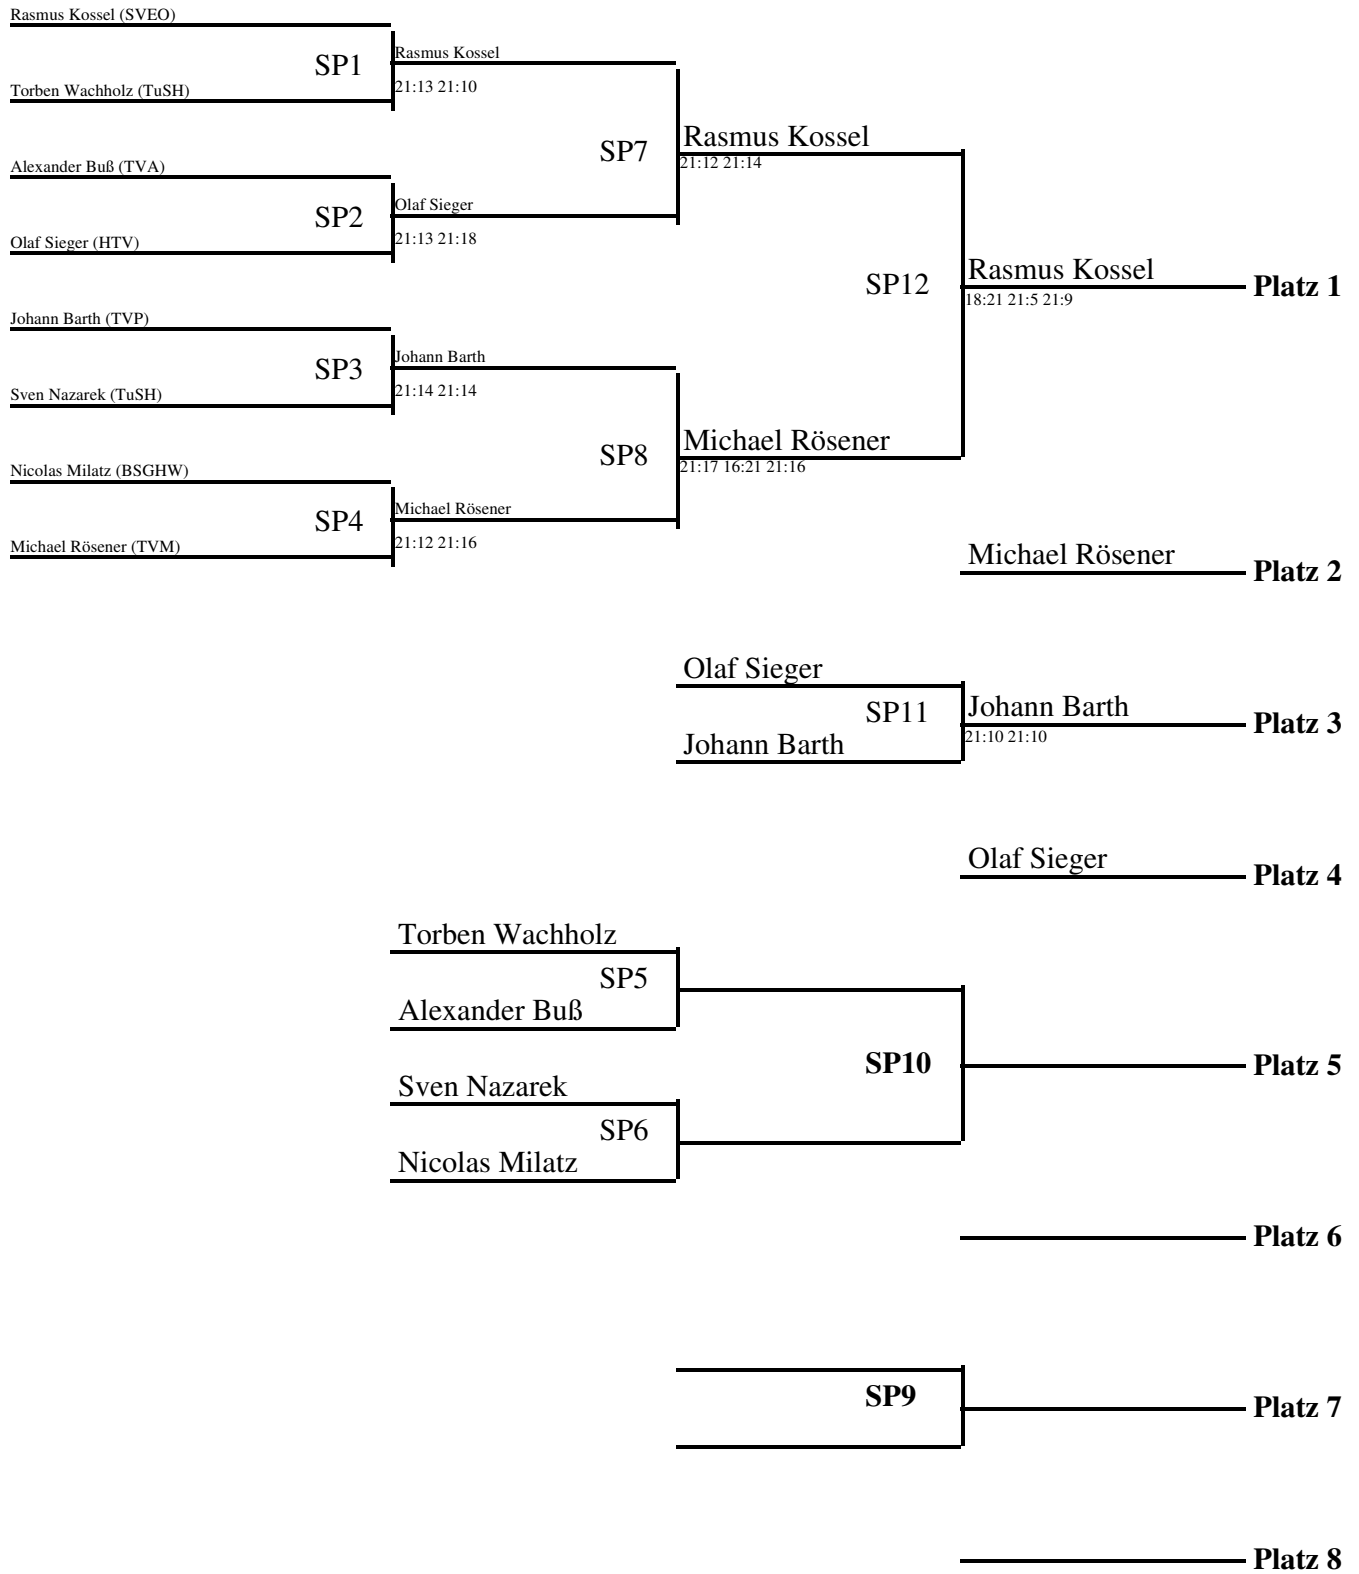 Rasmus Kossel (SVEO)
SP1
Rasmus Kossel
Torben Wachholz (TuSH)
21:13 21:10
SP7
Rasmus Kossel
21:12 21:14
Alexander Buß (TVA)
SP2
Olaf Sieger
Olaf Sieger (HTV)
21:13 21:18
SP12
Rasmus Kossel
Platz 1
18:21 21:5 21:9
Johann Barth (TVP)
SP3
Johann Barth
Sven Nazarek (TuSH)
21:14 21:14
SP8
Michael Rösener
21:17 16:21 21:16
Nicolas Milatz (BSGHW)
SP4
Michael Rösener
Michael Rösener (TVM)
21:12 21:16
Michael Rösener
Platz 2
Olaf Sieger
SP11
Johann Barth
Platz 3
Johann Barth
21:10 21:10
Olaf Sieger
Platz 4
Torben Wachholz
SP5
Alexander Buß
SP10
Platz 5
Sven Nazarek
SP6
Nicolas Milatz
Platz 6
SP9
Platz 7
Platz 8